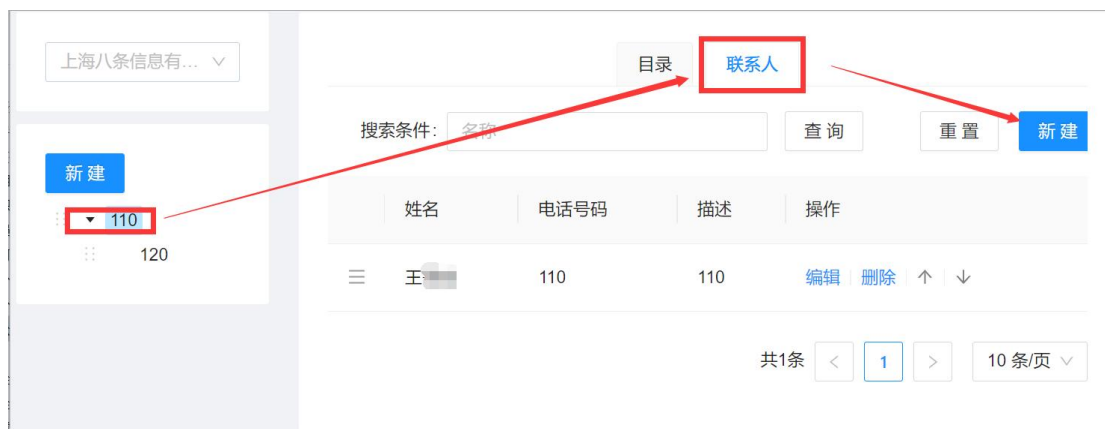 上海八条信息有...
目录 联系人
搜索条件: 名称 查询 重置 新建
新建
110
120
姓名 电话号码 描述 操作
王 110 110 编辑 删除
共1条 1 10 条/页